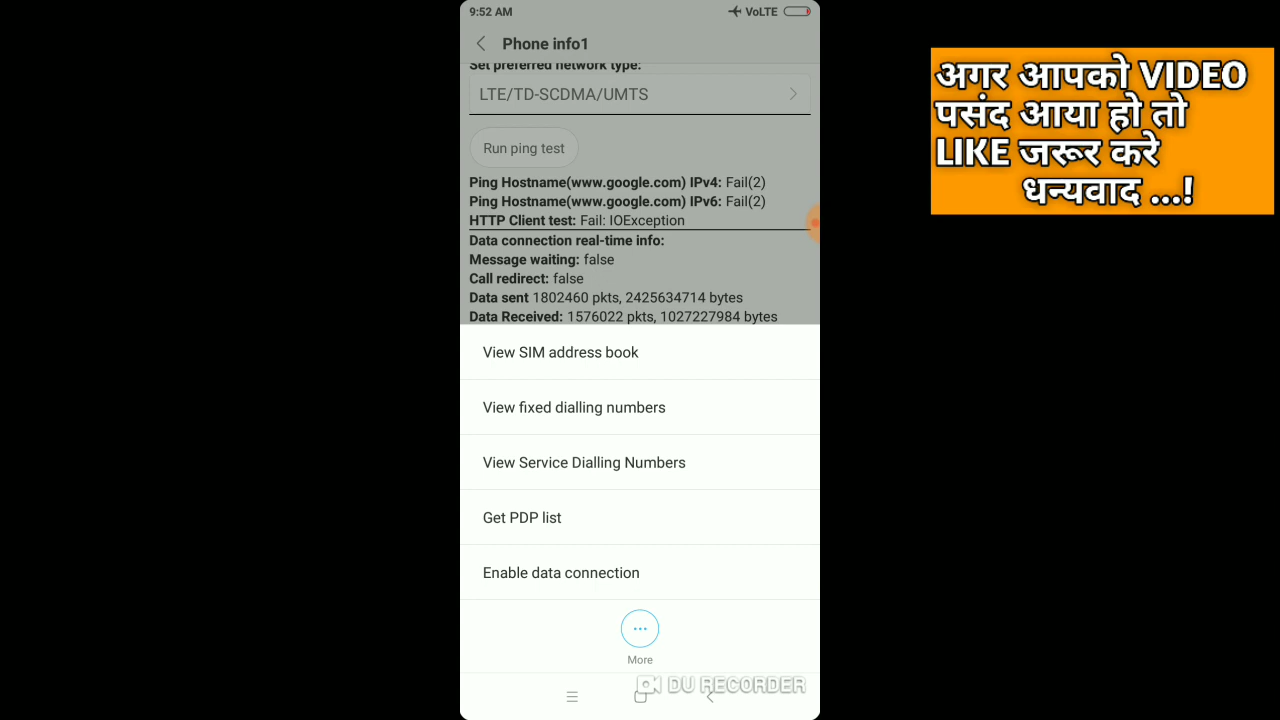 9:52 AM
VoLTE
Phone info1
Set preferred network type:
LTE/TD-SCDMA/UMTS
Run ping test
Ping Hostname(www.google.com) IPv4: Fail(2)
Ping Hostname(www.google.com) IPv6: Fail(2)
HTTP Client test: Fail: IOException
Data connection real-time info:
Message waiting: false
Call redirect: false
Data sent 1802460 pkts, 2425634714 bytes
Data Received: 1576022 pkts, 1027227984 bytes
View SIM address book
View fixed dialling numbers
View Service Dialling Numbers
Get PDP list
Enable data connection
More
DU RECORDER
अगर आपको VIDEO
पसंद आया हो तो
LIKE जरूर करे
धन्यवाद ...!